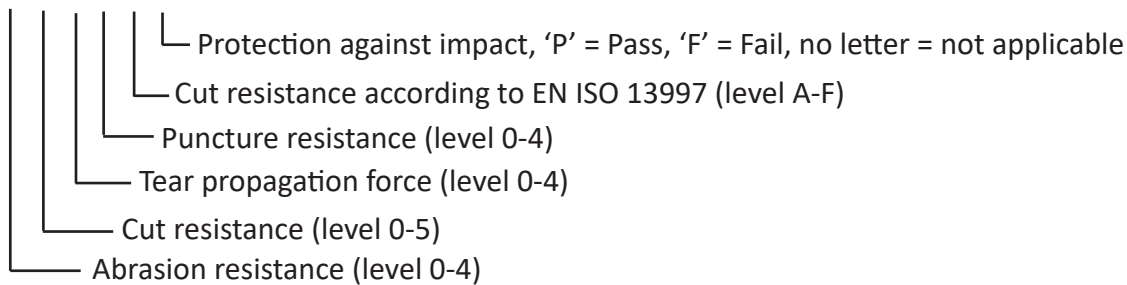 Protection against impact, ‘P’ = Pass, ‘F’ = Fail, no letter = not applicable
Cut resistance according to EN ISO 13997 (level A-F)
Puncture resistance (level 0-4)
Tear propagation force (level 0-4)
Cut resistance (level 0-5)
Abrasion resistance (level 0-4)